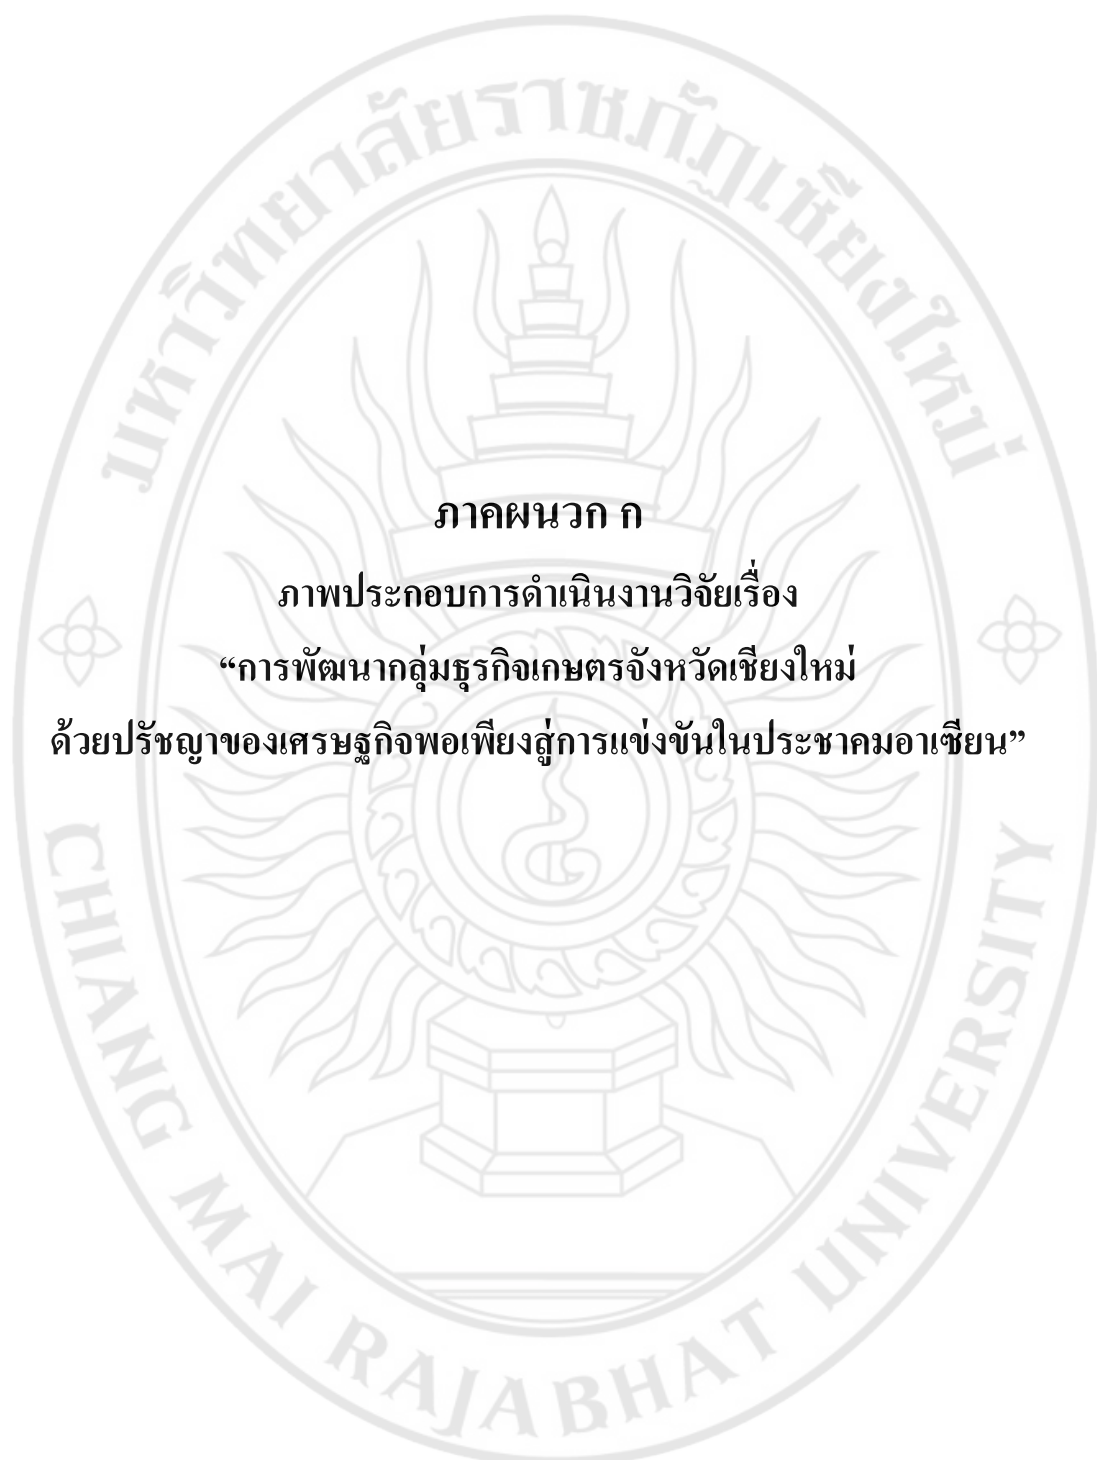 มหาวิทยาลัยราชภัฏเชียงใหม่
ภาคผนวก ก
ภาพประกอบการดำเนินงานวิจัยเรื่อง
“การพัฒนากลุ่มธุรกิจเกษตรจังหวัดเชียงใหม่
ด้วยปรัชญาของเศรษฐกิจพอเพียงสู่การแข่งขันในประชาคมอาเซียน”
CHIANG MAI RAJABHAT UNIVERSITY